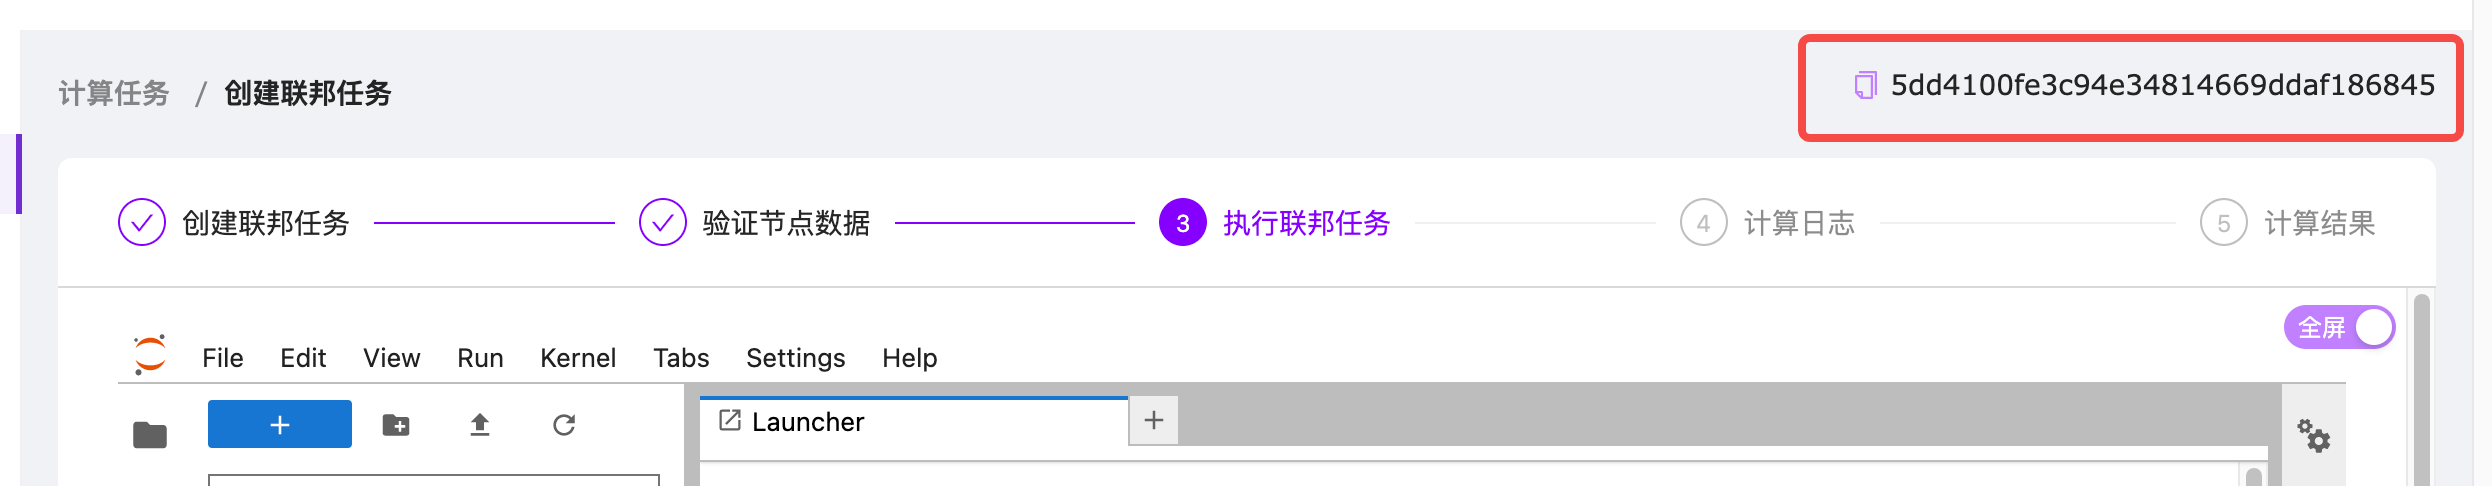 计算任务 / 创建联邦任务
5dd4100fe3c94e34814669ddaf186845
创建联邦任务 验证节点数据 3 执行联邦任务 4 计算日志 5 计算结果
全屏
File Edit View Run Kernel Tabs Settings Help
+ Launcher +